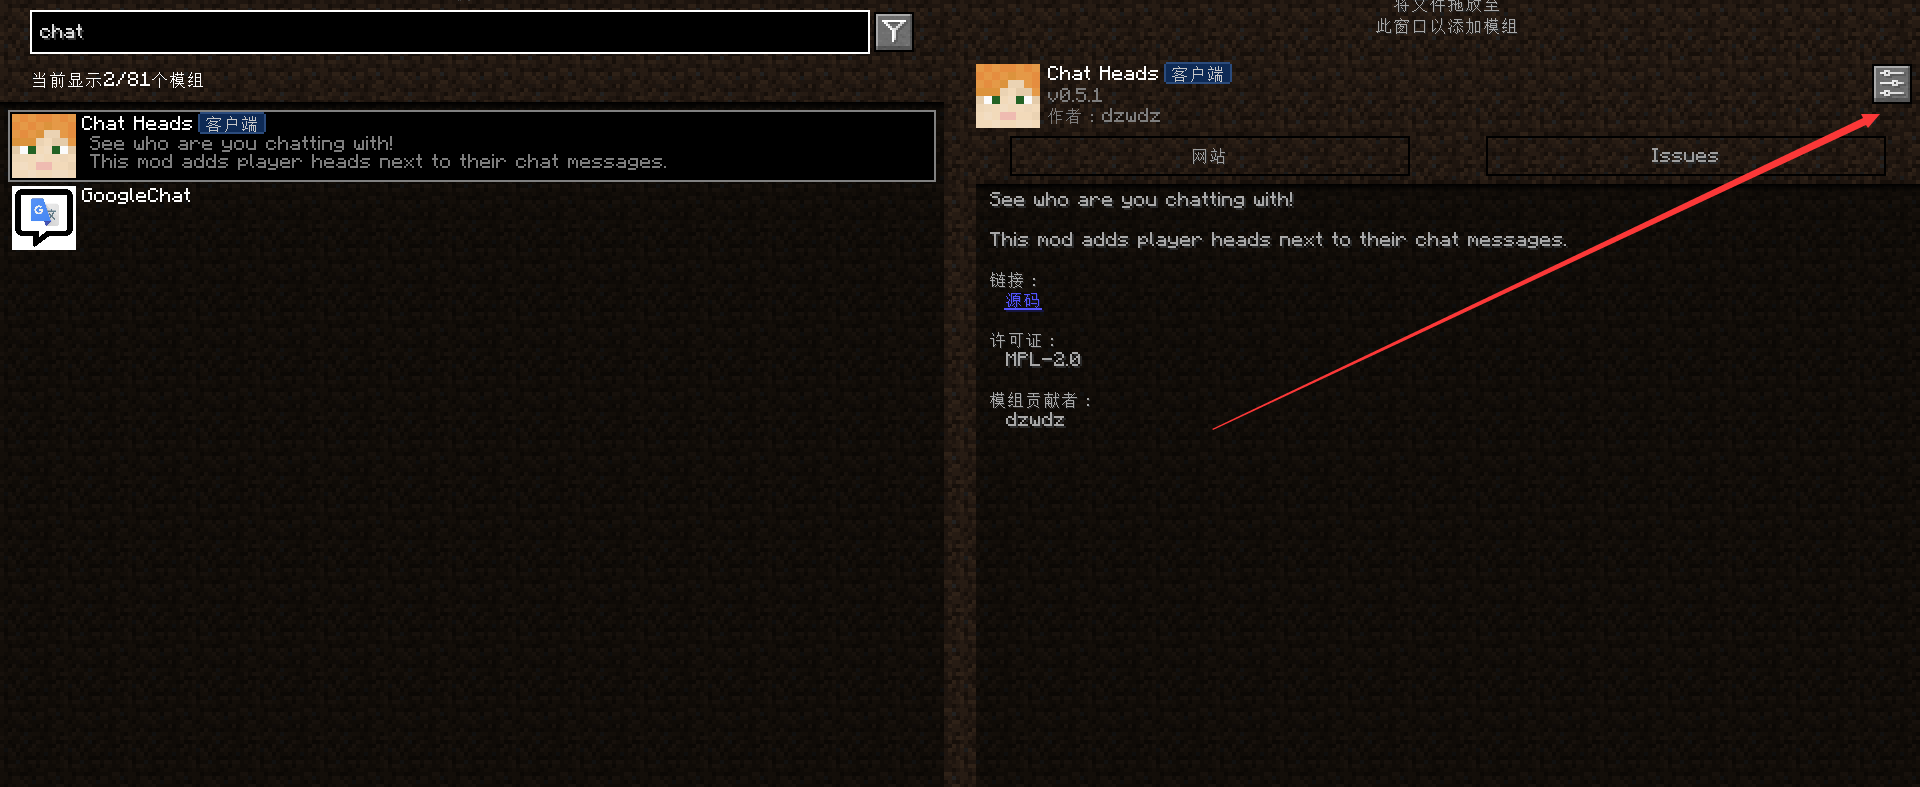 chat
当前显示2/81个模组
Chat Heads 客户端
See who are you chatting with!
This mod adds player heads next to their chat messages.
GoogleChat
将文件拖放至
此窗口以添加模组
Chat Heads 客户端
v0.5.1
作者：dzwdz
网站
Issues
See who are you chatting with!
This mod adds player heads next to their chat messages.
链接：
源码
许可证：
MPL-2.0
模组贡献者：
dzwdz